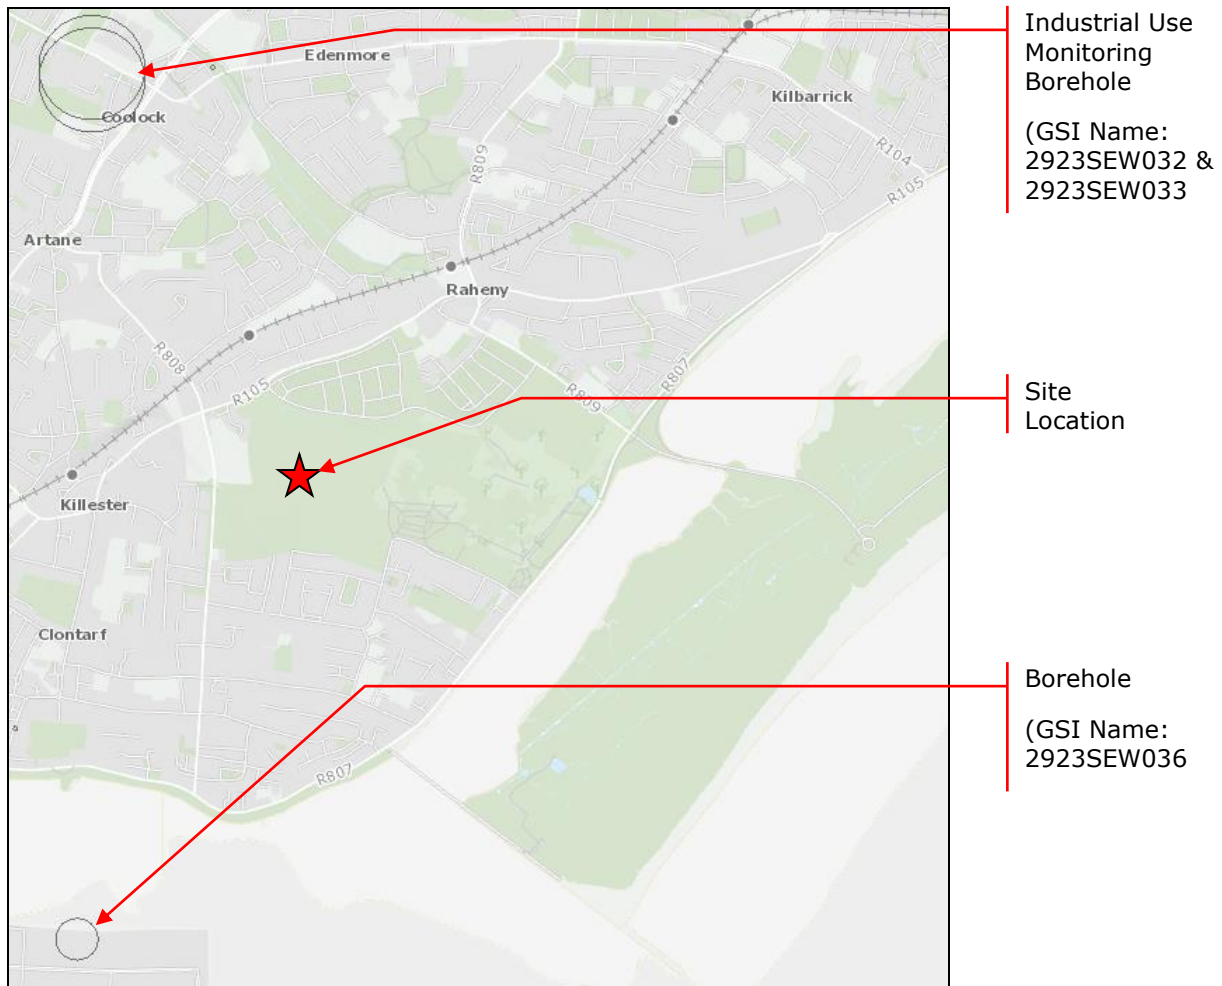 Industrial Use
Monitoring
Borehole
(GSI Name:
2923SEW032 &
2923SEW033
Edenmore
Kilbarrick
Coolock
R809
R104
R105
Artane
Raheny
R808
R105
R809
R807
Site
Location
Killester
Clontarf
Borehole
(GSI Name:
2923SEW036
R807